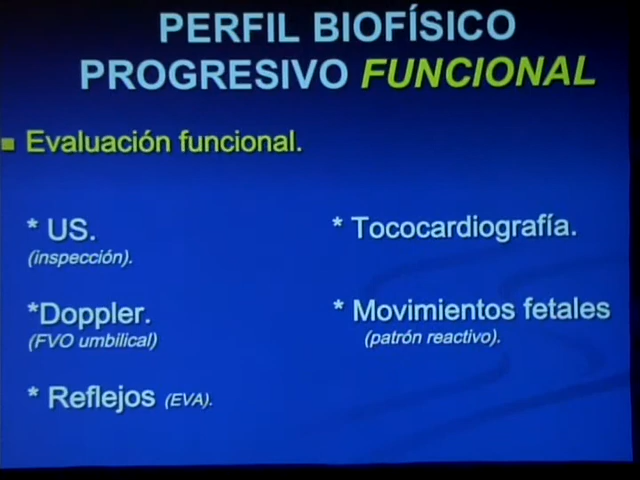 PERFIL BIOFÍSICO
PROGRESIVO FUNCIONAL
Evaluación funcional.
* US.
(inspección).
*Doppler.
(FVO umbilical)
* Reflejos (EVA).
* Tococardiografía.
* Movimientos fetales
(patrón reactivo).